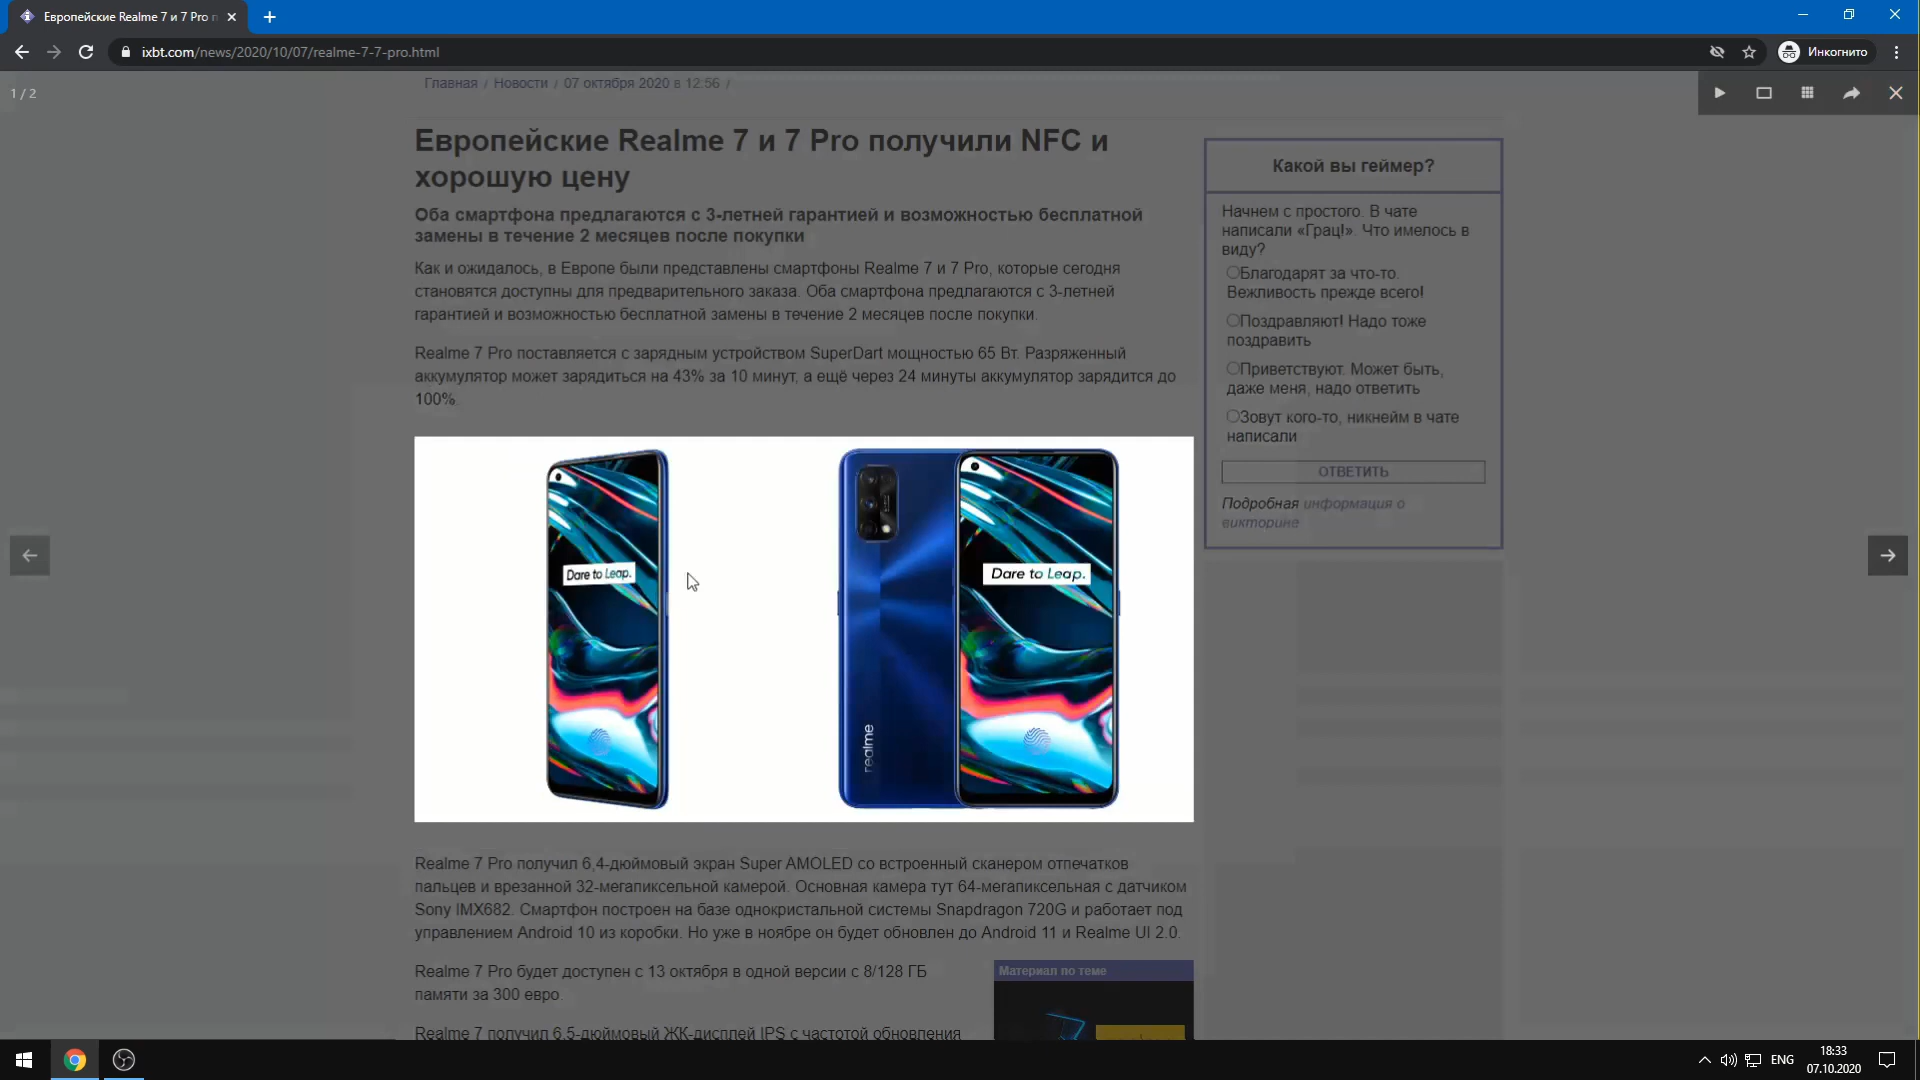 Европейские Realme 7 и 7 Pro п
ixbt.com/news/2020/10/07/realme-7-7-pro.html
Инкогнито
1 / 2
Главная / Новости / 07 октября 2020 в 12:56 /
Европейские Realme 7 и 7 Pro получили NFC и
хорошую цену
Оба смартфона предлагаются с 3-летней гарантией и возможностью бесплатной
замены в течение 2 месяцев после покупки
Как и ожидалось, в Европе были представлены смартфоны Realme 7 и 7 Pro, которые сегодня
становятся доступны для предварительного заказа. Оба смартфона предлагаются с 3-летней
гарантией и возможностью бесплатной замены в течение 2 месяцев после покупки.
Realme 7 Pro поставляется с зарядным устройством SuperDart мощностью 65 Вт. Разряженный
аккумулятор может зарядиться на 43% за 10 минут, а ещё через 24 минуты аккумулятор зарядится до
100%.
Dare to Leap.
realme
Dare to Leap.
Realme 7 Pro получил 6,4-дюймовый экран Super AMOLED со встроенный сканером отпечатков
пальцев и врезанной 32-мегапиксельной камерой. Основная камера тут 64-мегапиксельная с датчиком
Sony IMX682. Смартфон построен на базе однокристальной системы Snapdragon 720G и работает под
управлением Android 10 из коробки. Но уже в ноябре он будет обновлен до Android 11 и Realme UI 2.0.
Realme 7 Pro будет доступен с 13 октября в одной версии с 8/128 ГБ
памяти за 300 евро.
Realme 7 получил 6,5-дюймовый ЖК-дисплей IPS с частотой обновления
Материал по теме
Какой вы геймер?
Начнем с простого. В чате
написали «Грац!». Что имелось в
виду?
Благодарят за что-то.
Вежливость прежде всего!
Поздравляют! Надо тоже
поздравить
Приветствуют. Может быть,
даже меня, надо ответить
Зовут кого-то, никнейм в чате
написали
ОТВЕТИТЬ
Подробная информация о
викторине
ENG
18:33
07.10.2020